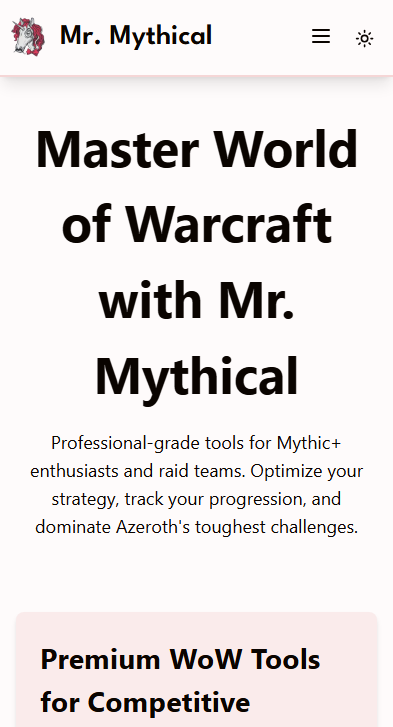 Mr. Mythical
Master World
of Warcraft
with Mr.
Mythical
Professional-grade tools for Mythic+
enthusiasts and raid teams. Optimize your
strategy, track your progression, and
dominate Azeroth's toughest challenges.
Premium WoW Tools
for Competitive